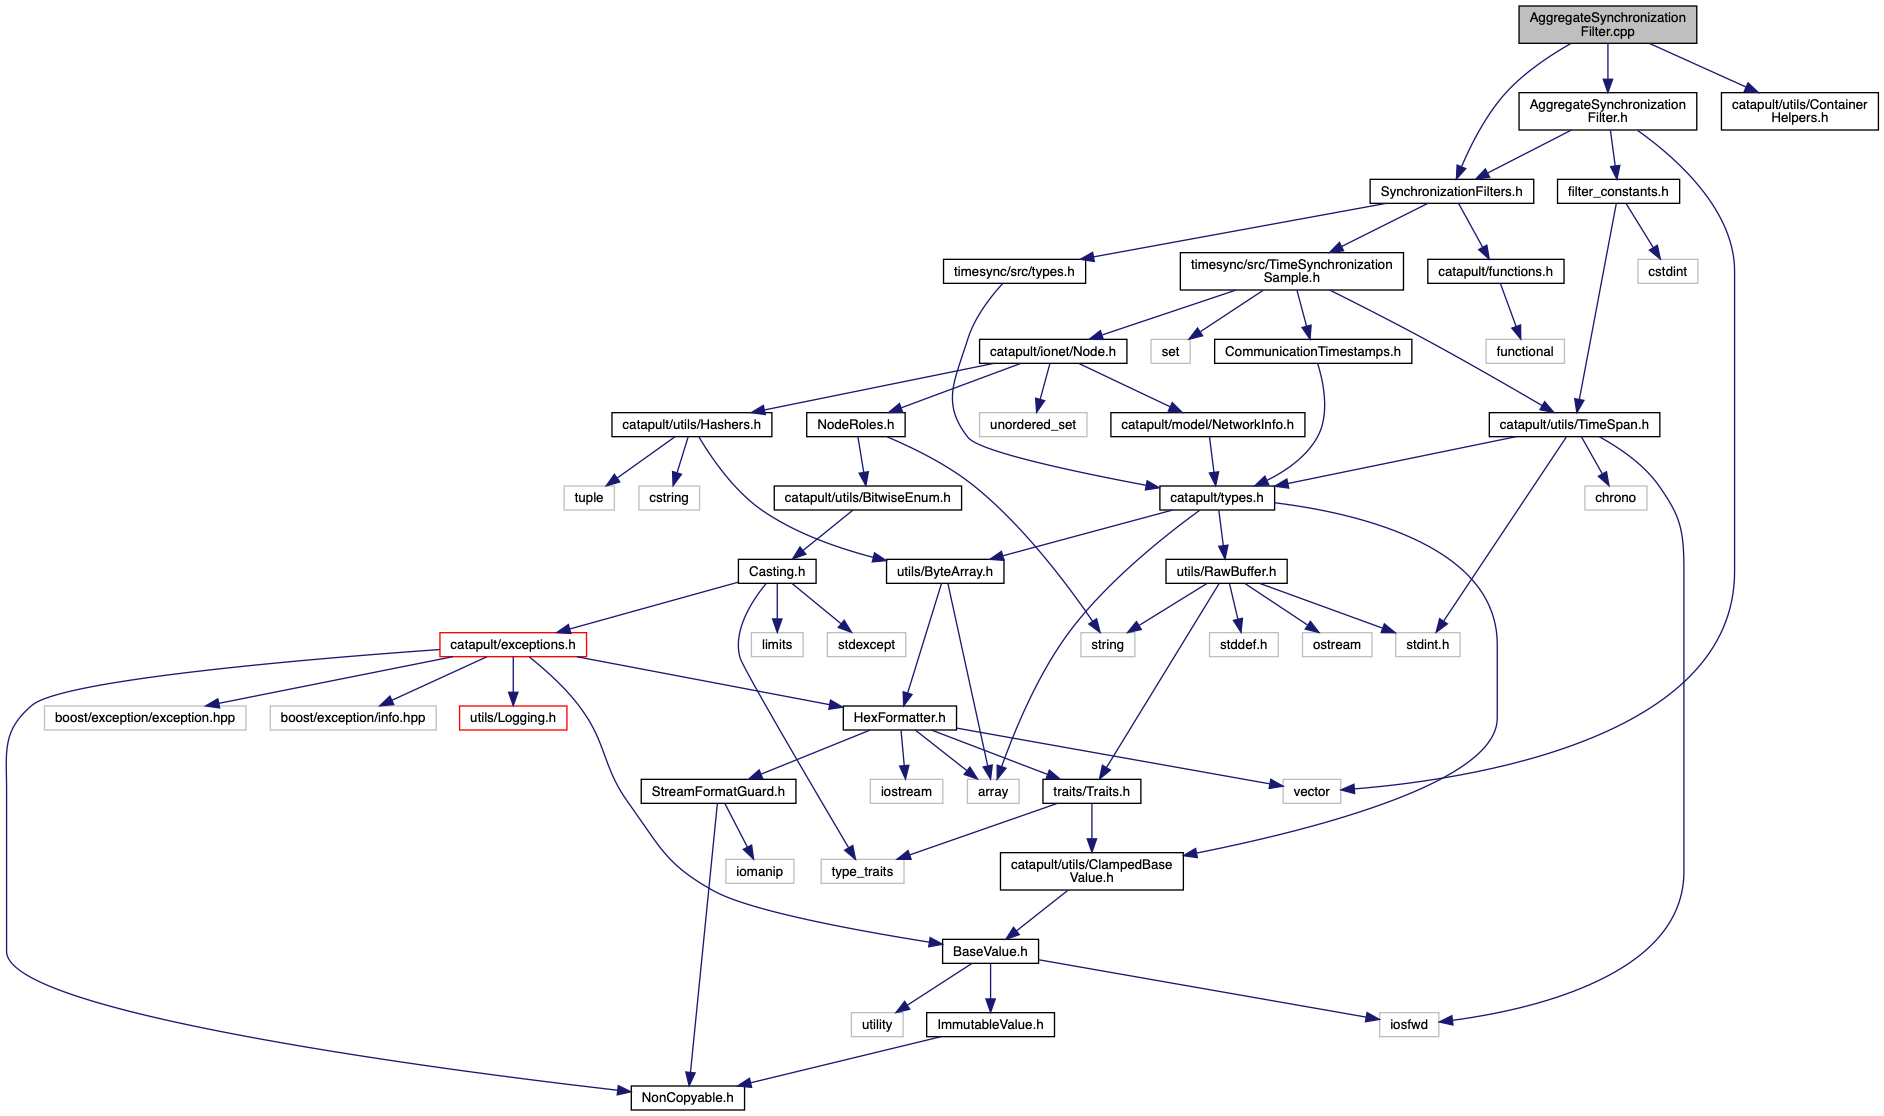 AggregateSynchronization
Filter.cpp
AggregateSynchronization
Filter.h
catapult/utils/Container
Helpers.h
SynchronizationFilters.h
filter_constants.h
timesync/src/types.h
timesync/src/TimeSynchronization
Sample.h
catapult/functions.h
cstdint
catapult/ionet/Node.h
set
CommunicationTimestamps.h
functional
catapult/utils/Hashers.h
NodeRoles.h
unordered_set
catapult/model/NetworkInfo.h
catapult/utils/TimeSpan.h
tuple
cstring
catapult/utils/BitwiseEnum.h
catapult/types.h
chrono
Casting.h
utils/ByteArray.h
utils/RawBuffer.h
catapult/exceptions.h
limits
stdexcept
string
stddef.h
ostream
stdint.h
boost/exception/exception.hpp
boost/exception/info.hpp
utils/Logging.h
HexFormatter.h
StreamFormatGuard.h
iostream
array
traits/Traits.h
vector
iomanip
type_traits
catapult/utils/ClampedBase
Value.h
BaseValue.h
utility
ImmutableValue.h
iosfwd
NonCopyable.h